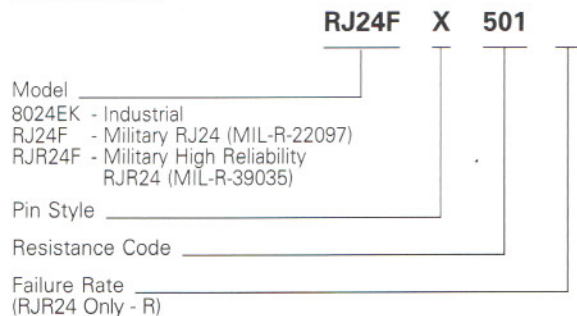 RJ24F X 501
Model
8024EK - Industrial
RJ24F - Military RJ24 (MIL-R-22097)
RJR24F - Military High Reliability
RJR24 (MIL-R-39035)
Pin Style
Resistance Code
Failure Rate
(RJR24 Only - R)